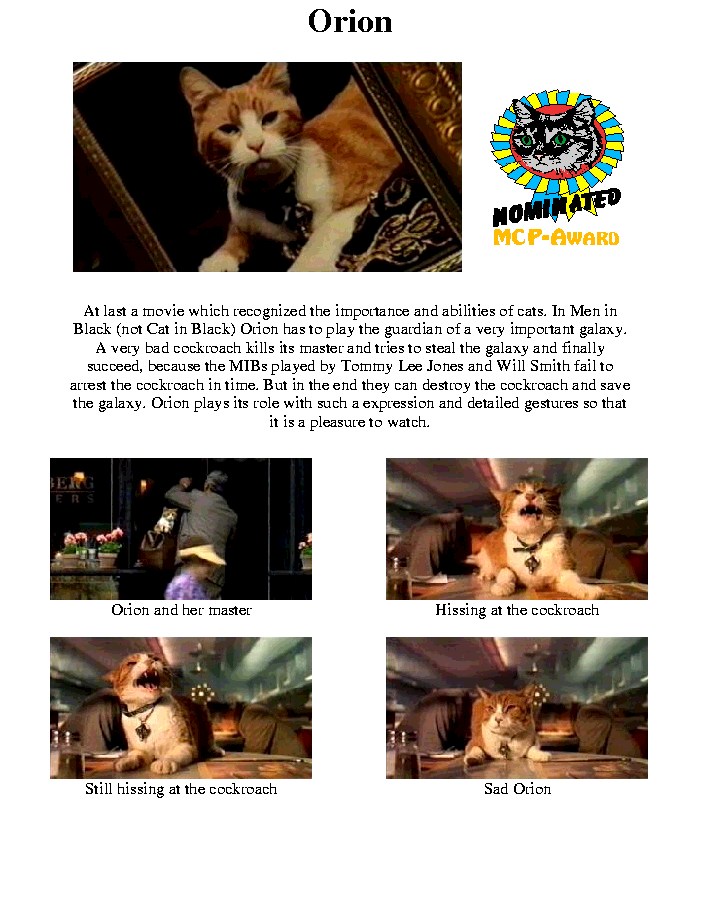 Orion
NOMINATED
MCP-AWARD
At last a movie which recognized the importance and abilities of cats. In Men in
Black (not Cat in Black) Orion has to play the guardian of a very important galaxy.
A very bad cockroach kills its master and tries to steal the galaxy and finally
succeed, because the MIBs played by Tommy Lee Jones and Will Smith fail to
arrest the cockroach in time. But in the end they can destroy the cockroach and save
the galaxy. Orion plays its role with such a expression and detailed gestures so that
it is a pleasure to watch.
ERS
Orion and her master
Hissing at the cockroach
Still hissing at the cockroach
Sad Orion